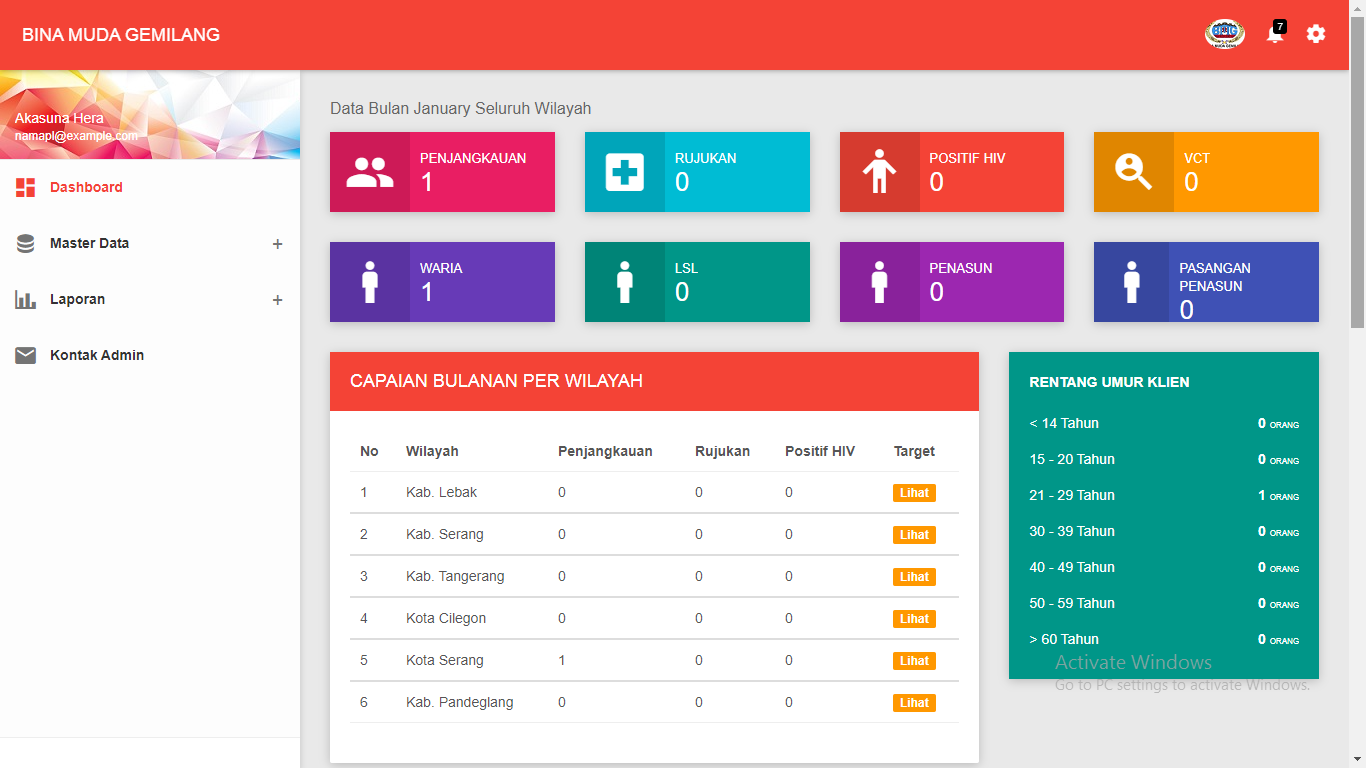 BINA MUDA GEMILANG
7
Akasuna Hera
namapl@example.com
Dashboard
Master Data +
Laporan +
Kontak Admin
Data Bulan January Seluruh Wilayah
PENJANGKAUAN
1
RUJUKAN
0
POSITIF HIV
0
VCT
0
WARIA
1
LSL
0
PENASUN
0
PASANGAN
PENASUN
0
CAPAIAN BULANAN PER WILAYAH
No Wilayah Penjangkauan Rujukan Positif HIV Target
1 Kab. Lebak 0 0 0 Lihat
2 Kab. Serang 0 0 0 Lihat
3 Kab. Tangerang 0 0 0 Lihat
4 Kota Cilegon 0 0 0 Lihat
5 Kota Serang 1 0 0 Lihat
6 Kab. Pandeglang 0 0 0 Lihat
RENTANG UMUR KLIEN
< 14 Tahun 0 ORANG
15 - 20 Tahun 0 ORANG
21 - 29 Tahun 1 ORANG
30 - 39 Tahun 0 ORANG
40 - 49 Tahun 0 ORANG
50 - 59 Tahun 0 ORANG
> 60 Tahun 0 ORANG
Activate Windows
Go to PC settings to activate Windows.